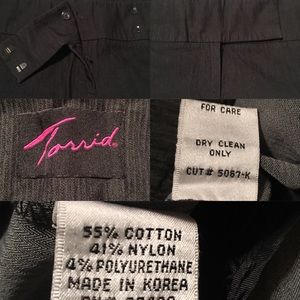 Torrid
FOR CARE
DRY CLEAN
ONLY
CUT# 5067-K
55% COTTON
41% NYLON
4% POLYURETHANE
MADE IN KOREA